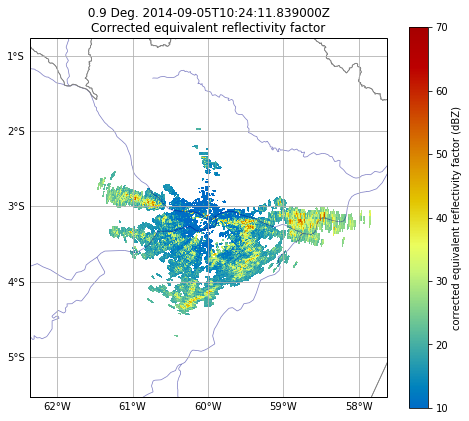 0.9 Deg. 2014-09-05T10:24:11.839000Z
Corrected equivalent reflectivity factor
1°S
2°S
3°S
4°S
5°S
62°W 61°W 60°W 59°W 58°W
70
60
50
40
30
20
10
corrected equivalent reflectivity factor (dBZ)